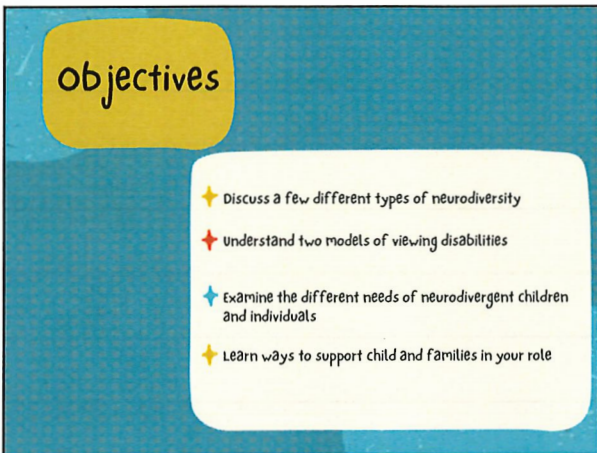 Objectives
Discuss a few different types of neurodiversity
Understand two models of viewing disabilities
Examine the different needs of neurodivergent children
and individuals
Learn ways to support child and families in your role